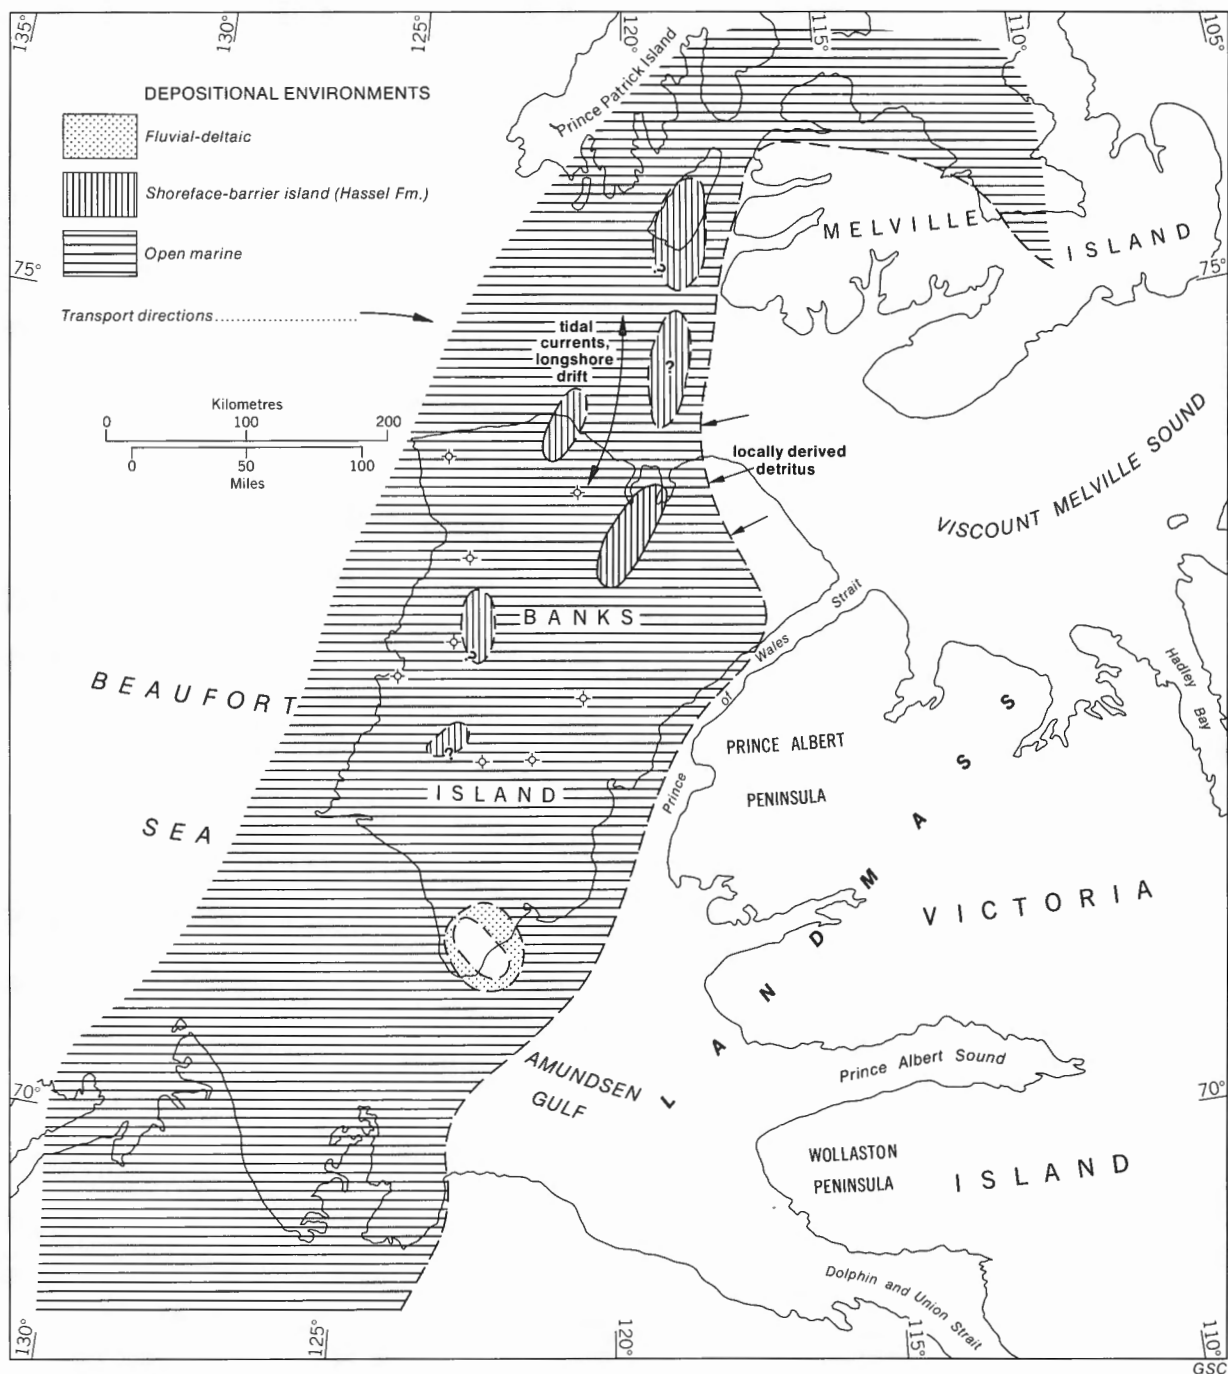 135°
130°
125°
120°
115°
110°
105°
DEPOSITIONAL ENVIRONMENTS
Fluvial-deltaic
Shoreface-barrier island (Hassel Fm.)
Open marine
Transport directions
Kilometres
0 100 200
0 50 100
Miles
Prince Patrick Island
MELVILLE
ISLAND
75°
75°
?
tidal
currents,
longshore
drift
?
locally derived
detritus
VISCOUNT MELVILLE SOUND
BANKS
ISLAND
?
?
Prince of Wales Strait
Hadley
Bay
BEAUFORT
SEA
PRINCE ALBERT
PENINSULA
LANDMASS
VICTORIA
ISLAND
AMUNDSEN
GULF
Prince Albert Sound
70°
70°
WOLLASTON
PENINSULA
Dolphin and Union Strait
130°
125°
120°
115°
110°
GSC